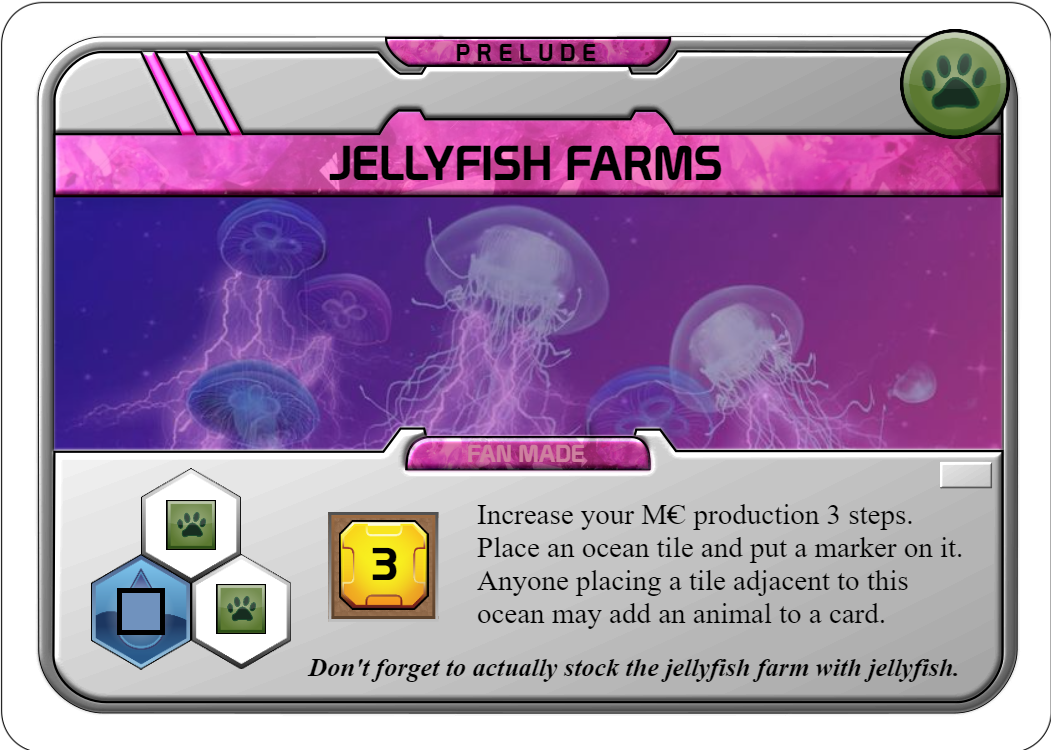 PRELUDE
JELLYFISH FARMS
FAN MADE
3
Increase your M€ production 3 steps.
Place an ocean tile and put a marker on it.
Anyone placing a tile adjacent to this
ocean may add an animal to a card.
Don't forget to actually stock the jellyfish farm with jellyfish.